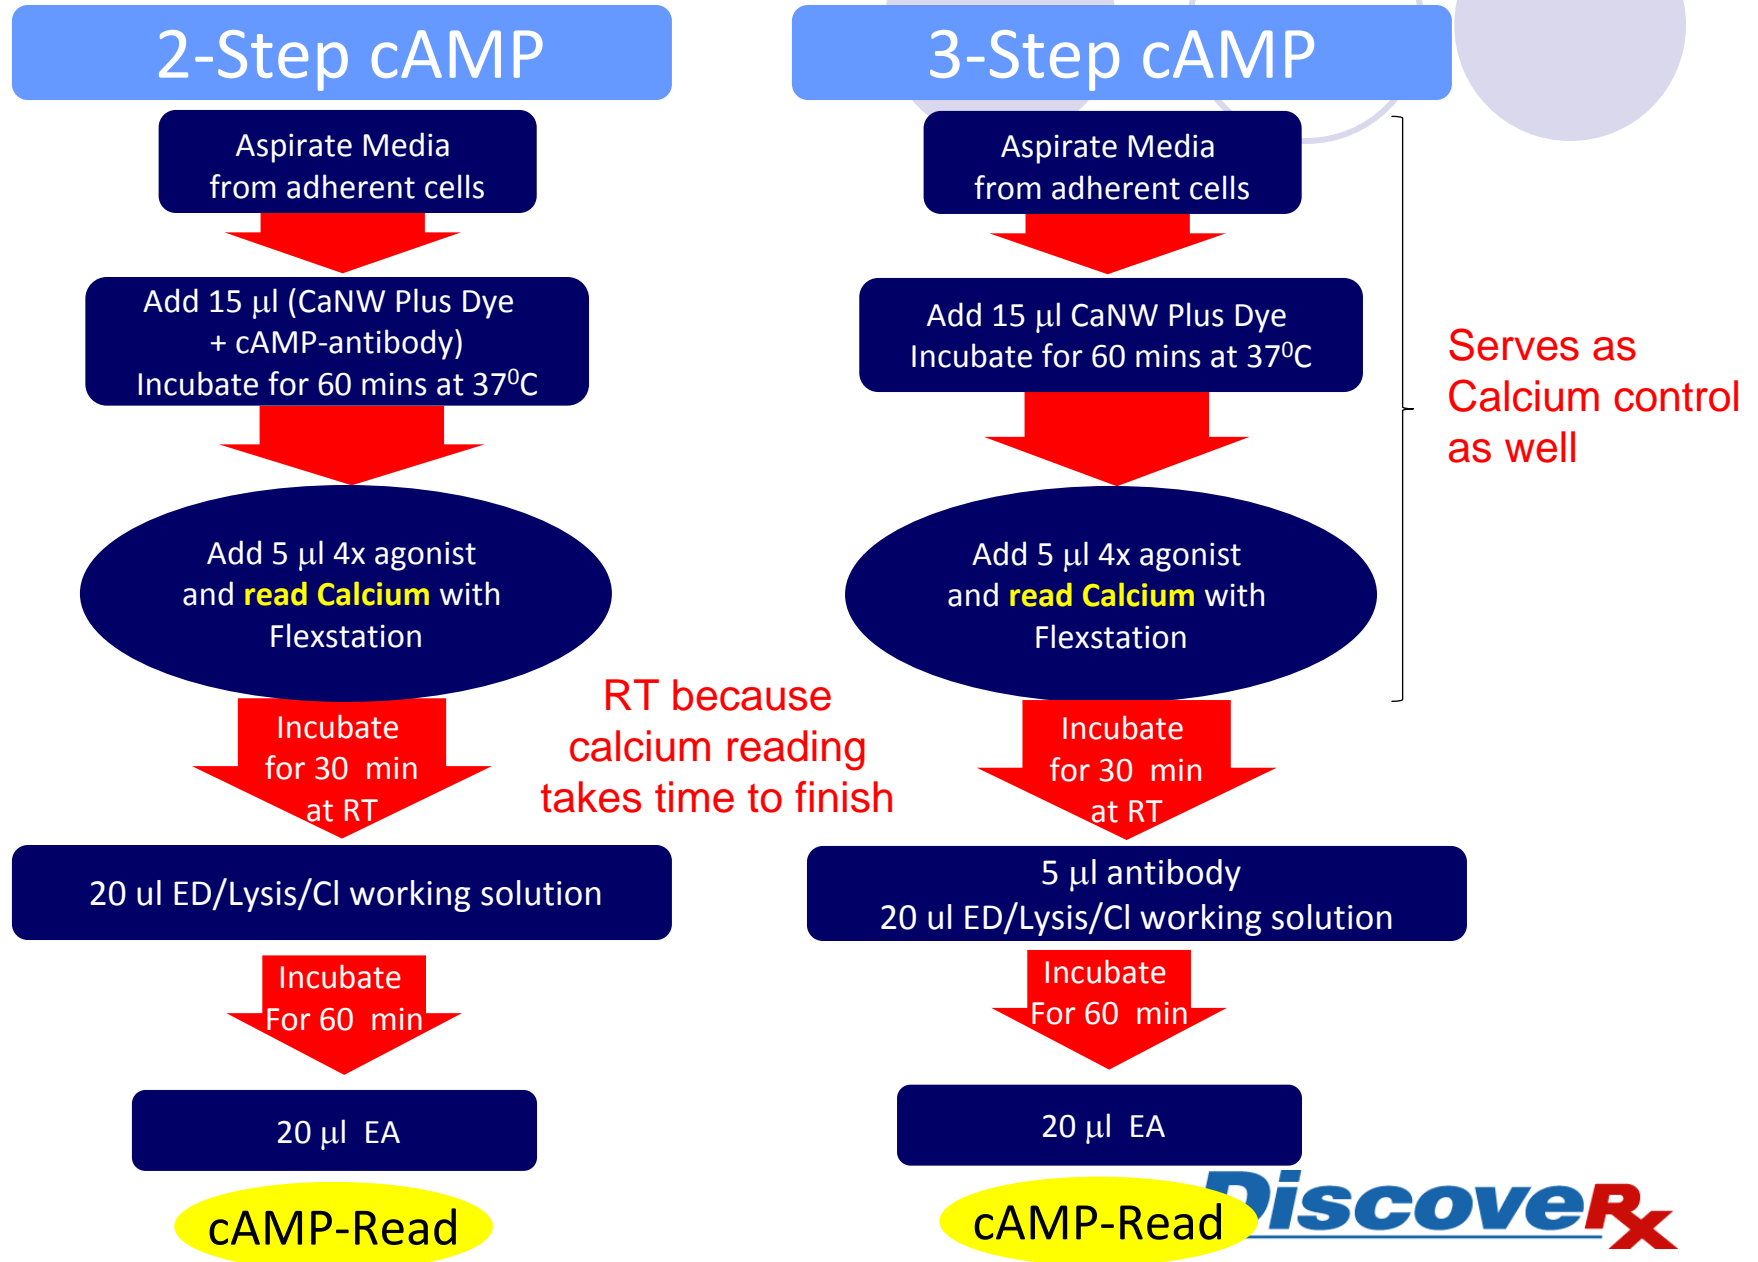 2-Step cAMP
Aspirate Media
from adherent cells
Add 15 μl (CaNW Plus Dye
+ cAMP-antibody)
Incubate for 60 mins at 37⁰C
Add 5 μl 4x agonist
and read Calcium with
Flexstation
Incubate
for 30 min
at RT
20 ul ED/Lysis/Cl working solution
Incubate
For 60 min
20 μl EA
cAMP-Read
RT because
calcium reading
takes time to finish
3-Step cAMP
Aspirate Media
from adherent cells
Add 15 μl CaNW Plus Dye
Incubate for 60 mins at 37⁰C
Add 5 μl 4x agonist
and read Calcium with
Flexstation
Incubate
for 30 min
at RT
5 μl antibody
20 ul ED/Lysis/Cl working solution
Incubate
For 60 min
20 μl EA
cAMP-Read
Serves as
Calcium control
as well
DiscoveRx